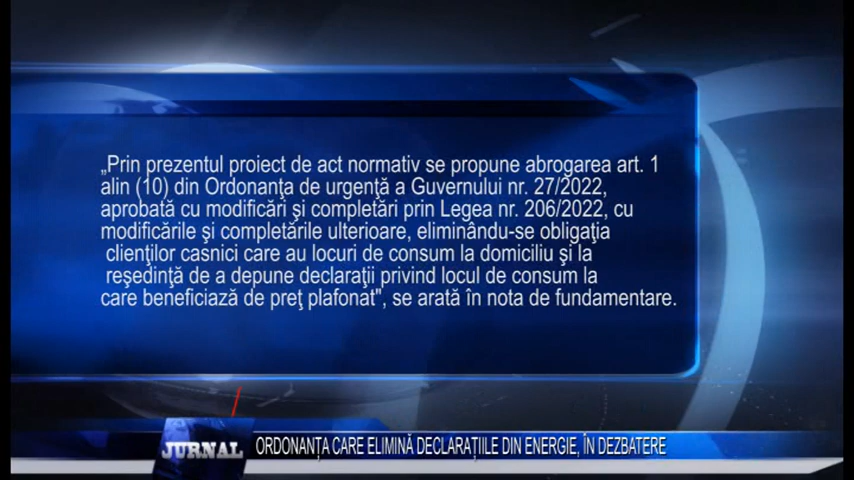 „Prin prezentul proiect de act normativ se propune abrogarea art. 1
alin (10) din Ordonanţa de urgenţă a Guvernului nr. 27/2022,
aprobată cu modificări şi completări prin Legea nr. 206/2022, cu
modificările şi completările ulterioare, eliminându-se obligaţia
clienţilor casnici care au locuri de consum la domiciliu şi la
reşedinţă de a depune declaraţii privind locul de consum la
care beneficiază de preţ plafonat", se arată în nota de fundamentare.
JURNAL
ORDONANȚA CARE ELIMINĂ DECLARAȚIILE DIN ENERGIE, ÎN DEZBATERE